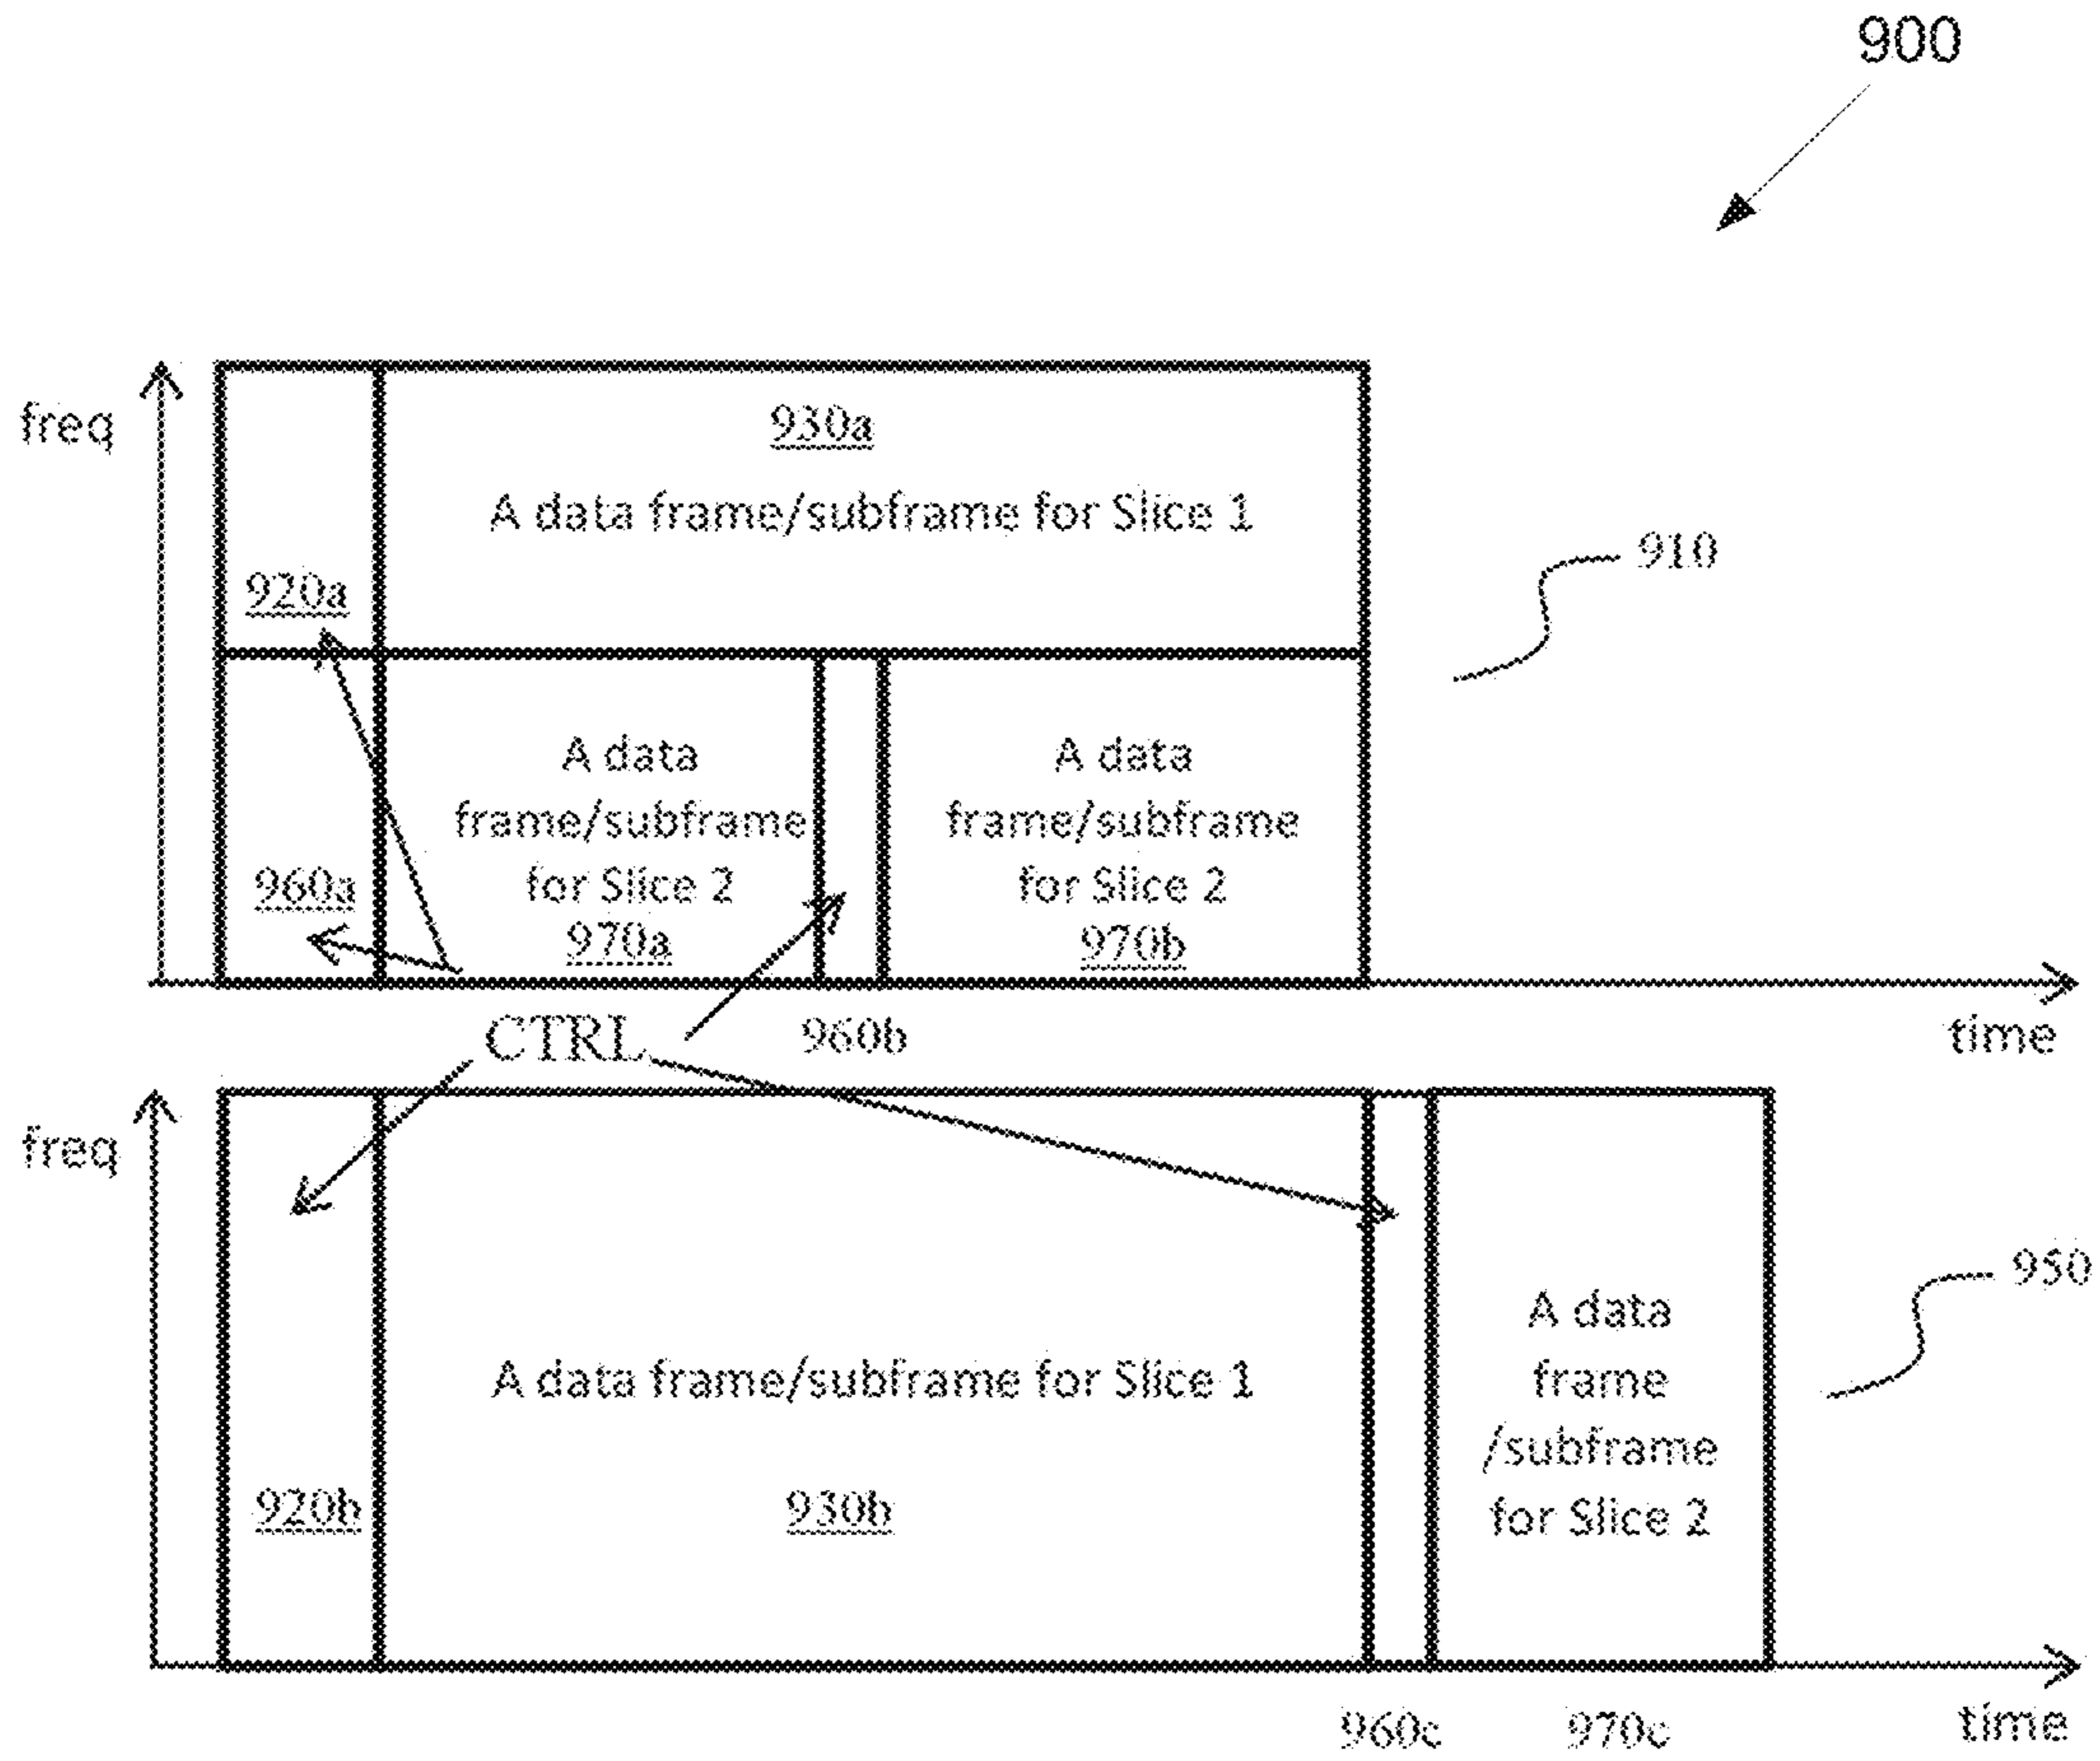 900
freq
930a
A data frame/subframe for Slice 1
910
920a
A data
frame/subframe
for Slice 2
970a
A data
frame/subframe
for Slice 2
970b
960a
CTRL
960b
time
freq
950
A data frame/subframe for Slice 1
930b
920b
A data
frame
/subframe
for Slice 2
960c
970c
time